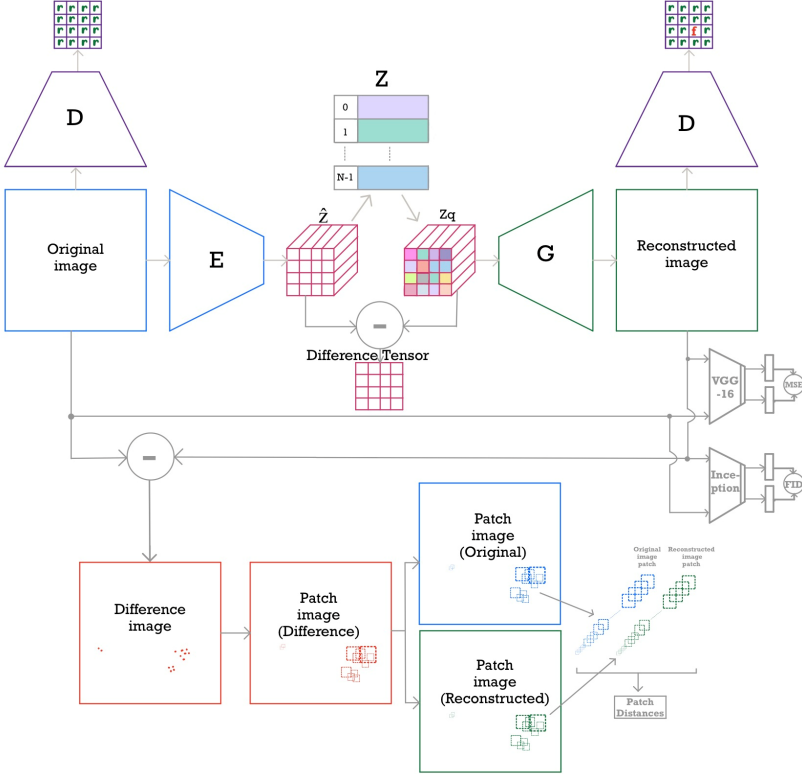 r r r r
r r r r
r r r r
r r r r
r r r r
r r r r
r r f r
r r r r
D
D
Z
0
1
N-1
Original
image
E
Ẑ
Zq
G
Reconstructed
image
Difference Tensor
VGG
-16
MSE
Ince-
ption
FID
Difference
image
Patch
image
(Difference)
Patch
image
(Original)
Patch
image
(Reconstructed)
Original
image
patch
Reconstructed
image
patch
Patch
Distances